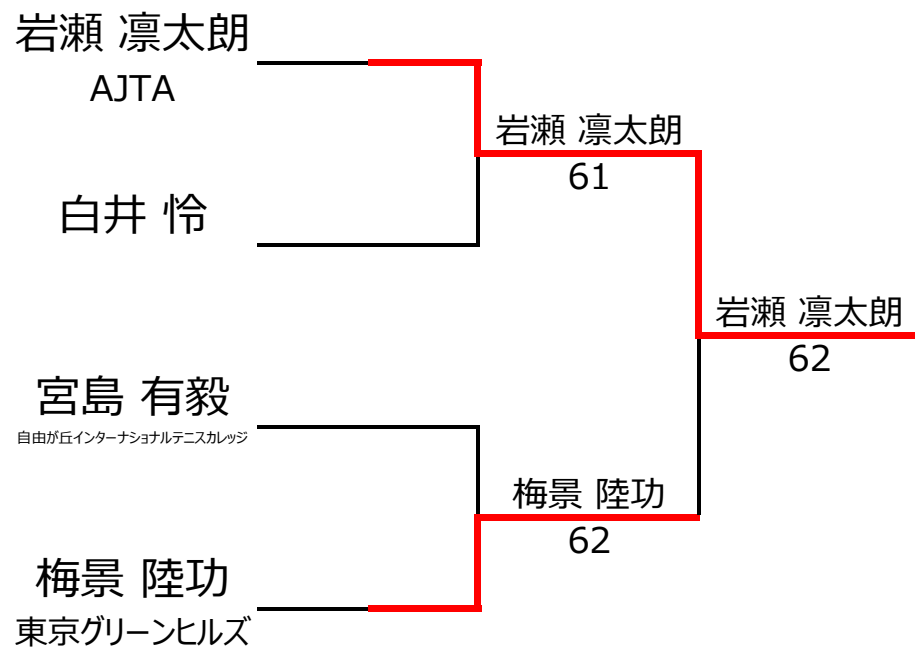 岩瀬 凛太朗
AJTA
白井 怜
宮島 有毅
自由が丘インターナショナルテニスカレッジ
梅景 陸功
東京グリーンヒルズ
岩瀬 凛太朗
61
梅景 陸功
62
岩瀬 凛太朗
62